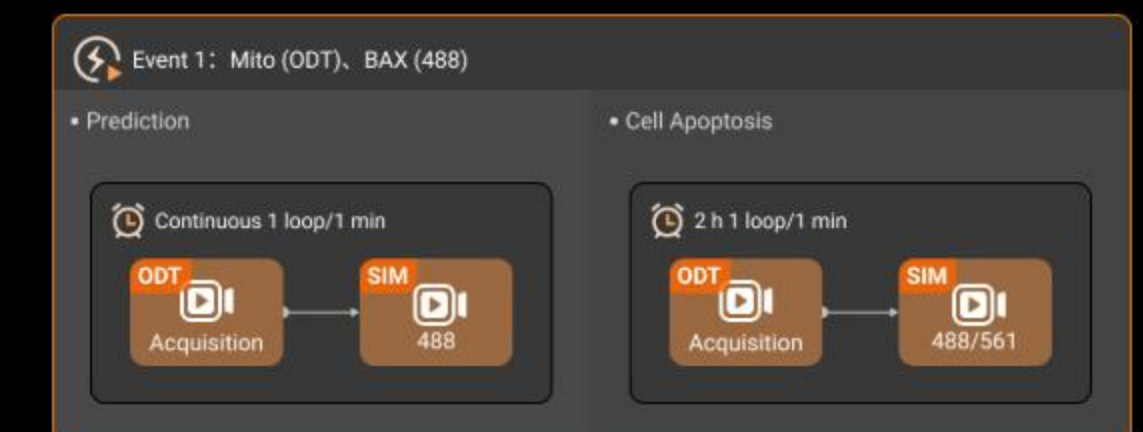 Event 1：Mito (ODT)、BAX (488)
• Prediction
Continuous 1 loop/1 min
ODT
Acquisition
SIM
488
• Cell Apoptosis
2 h 1 loop/1 min
ODT
Acquisition
SIM
488/561